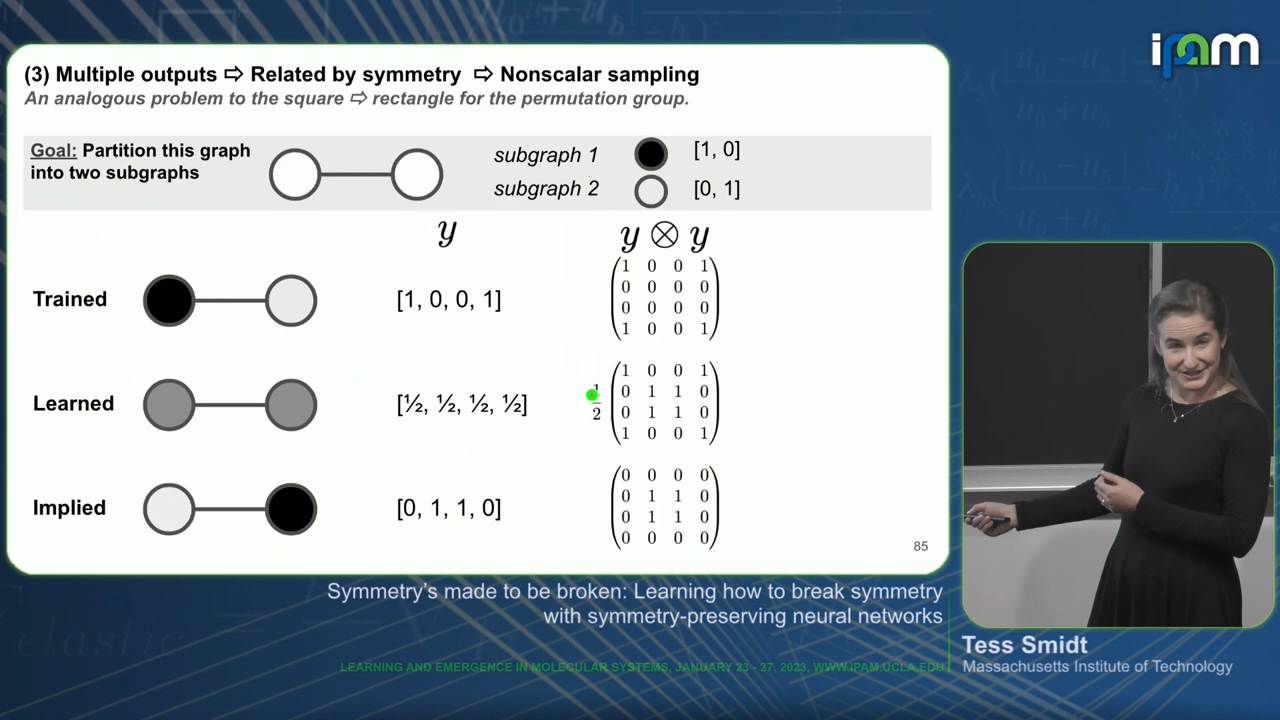 ipam
(3) Multiple outputs ⇨ Related by symmetry ⇨ Nonscalar sampling
An analogous problem to the square ⇨ rectangle for the permutation group.
Goal: Partition this graph
into two subgraphs
subgraph 1 [1, 0]
subgraph 2 [0, 1]
y y ⊗ y
Trained [1, 0, 0, 1]
1 0 0 1
0 0 0 0
0 0 0 0
1 0 0 1
Learned [½, ½, ½, ½]
1/2
1 0 0 1
0 1 1 0
0 1 1 0
1 0 0 1
Implied [0, 1, 1, 0]
0 0 0 0
0 1 1 0
0 1 1 0
0 0 0 0
85
Symmetry's made to be broken: Learning how to break symmetry
with symmetry-preserving neural networks
Tess Smidt
Massachusetts Institute of Technology
LEARNING AND EMERGENCE IN MOLECULAR SYSTEMS, JANUARY 23 - 27, 2023, WWW.IPAM.UCLA.EDU